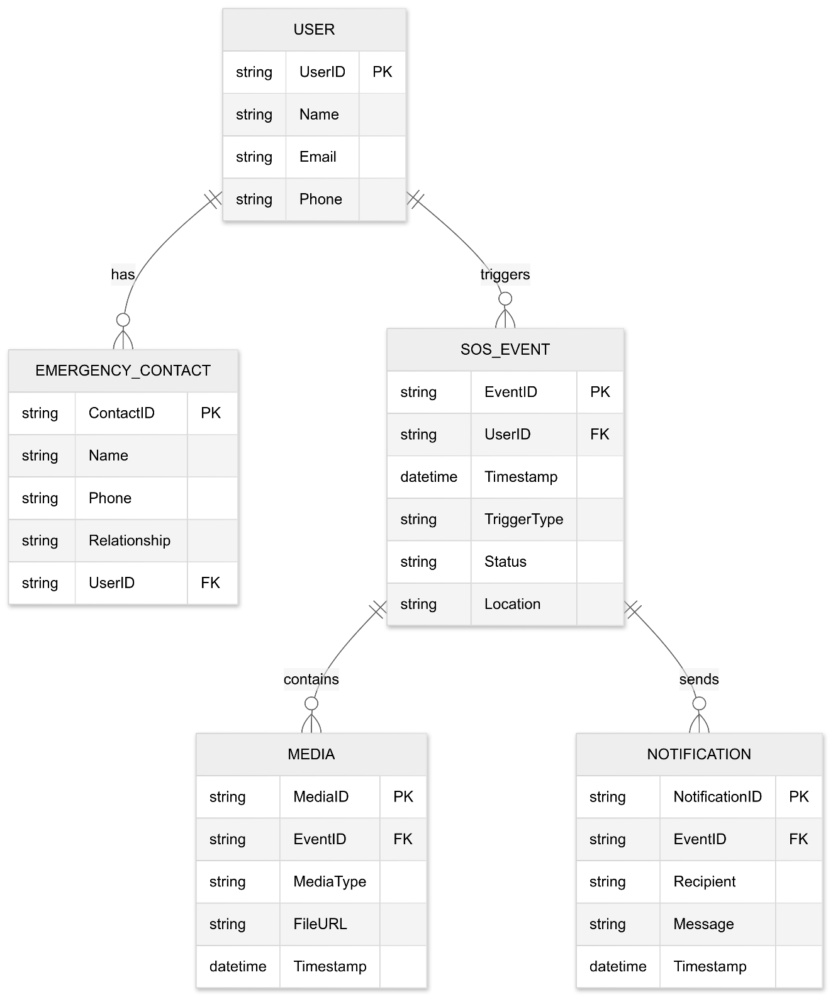 USER
string UserID PK
string Name
string Email
string Phone
has
triggers
EMERGENCY_CONTACT
string ContactID PK
string Name
string Phone
string Relationship
string UserID FK
SOS_EVENT
string EventID PK
string UserID FK
datetime Timestamp
string TriggerType
string Status
string Location
contains
sends
MEDIA
string MediaID PK
string EventID FK
string MediaType
string FileURL
datetime Timestamp
NOTIFICATION
string NotificationID PK
string EventID FK
string Recipient
string Message
datetime Timestamp